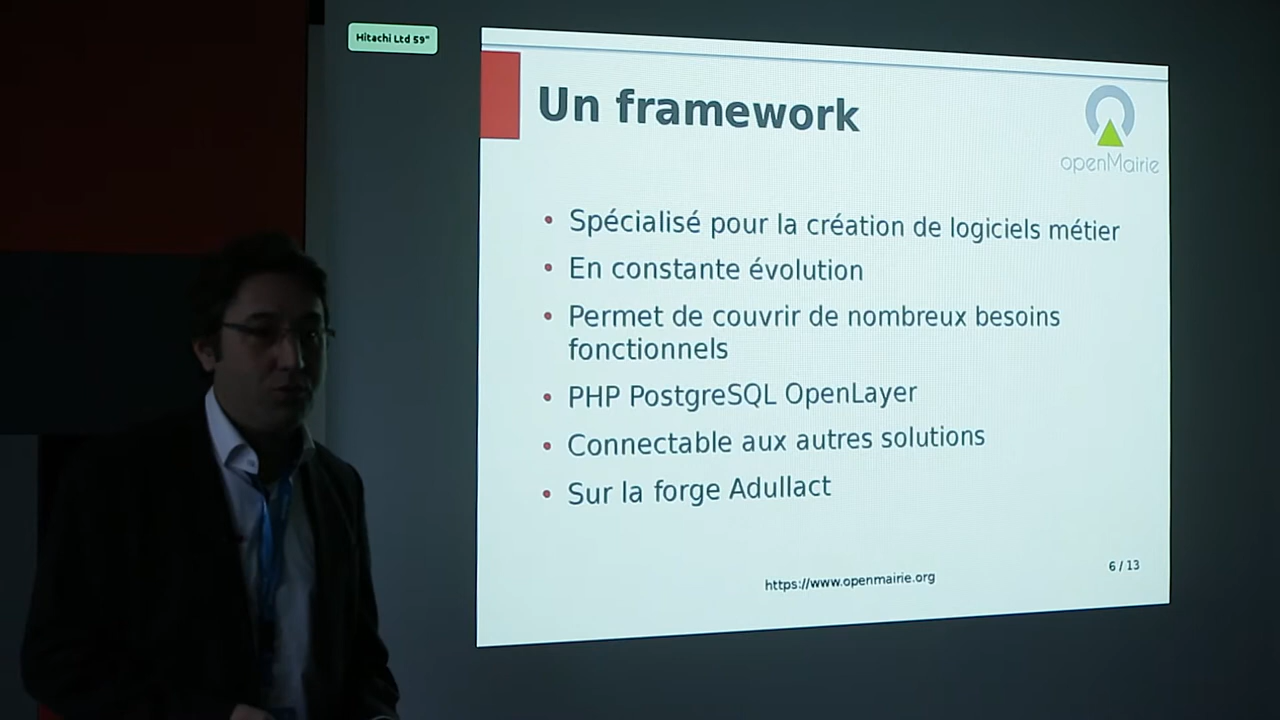 Hitachi Ltd 59"
Un framework
openMairie
• Spécialisé pour la création de logiciels métier
• En constante évolution
• Permet de couvrir de nombreux besoins
fonctionnels
• PHP PostgreSQL OpenLayer
• Connectable aux autres solutions
• Sur la forge Adullact
https://www.openmairie.org
6 / 13